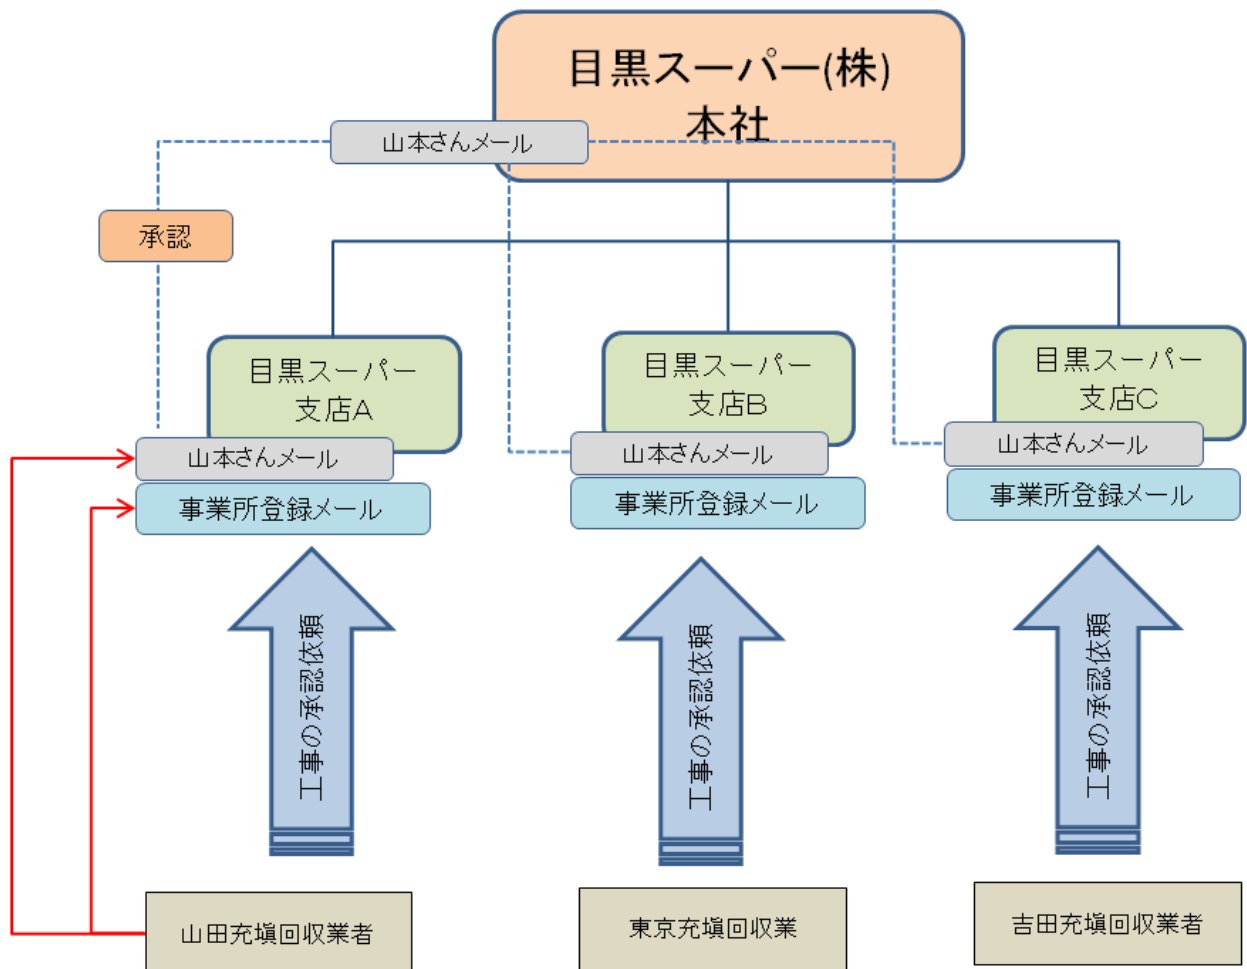 目黒スーパー(株)
本社
山本さんメール
承認
目黒スーパー
支店A
山本さんメール
事業所登録メール
目黒スーパー
支店B
山本さんメール
事業所登録メール
目黒スーパー
支店C
山本さんメール
事業所登録メール
工事の承認依頼
工事の承認依頼
工事の承認依頼
山田充塡回収業者
東京充塡回収業
吉田充塡回収業者